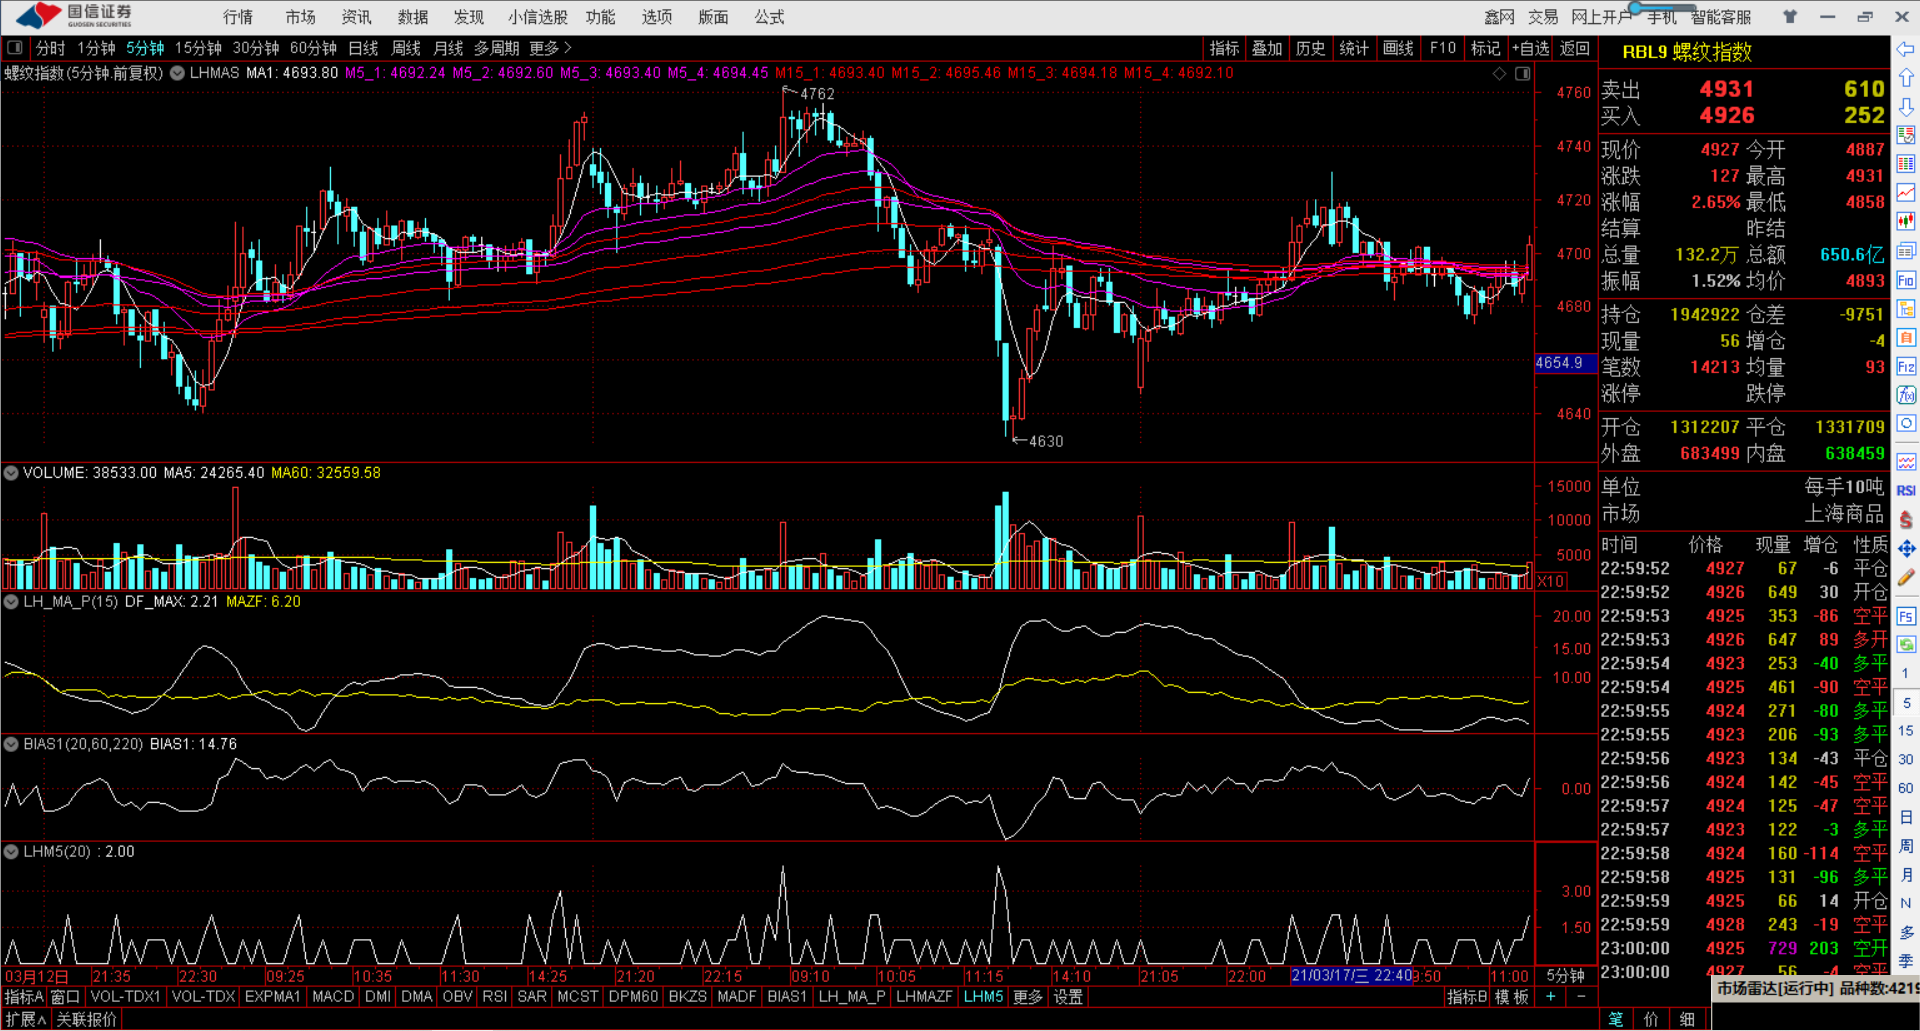 国信证券 行情 市场 资讯 数据 发现 小信选股 功能 选项 版面 公式 鑫网 交易 网上开户 手机 智能客服
GUOSEN SECURITIES
分时 1分钟 5分钟 15分钟 30分钟 60分钟 日线 周线 月线 多周期 更多 指标 叠加 历史 统计 画线 F10 标记 +自选 返回 RBL9 螺纹指数
螺纹指数(5分钟.前复权) LHMAS MA1: 4693.80 M5_1: 4692.24 M5_2: 4692.60 M5_3: 4693.40 M5_4: 4694.45 M15_1: 4693.40 M15_2: 4695.46 M15_3: 4694.18 M15_4: 4692.10
4762
4630
4760
4740
4720
4700
4680
4654.9
4640
VOLUME: 38533.00 MA5: 24265.40 MA60: 32559.58
15000
10000
5000
X10
LH_MA_P(15) DF_MAX: 2.21 MAZF: 6.20
20.00
15.00
10.00
BIAS1(20,60,220) BIAS1: 14.76
0.00
LHM5(20) : 2.00
3.00
1.50
03月12日 21:35 22:30 09:25 10:35 11:30 14:25 21:20 22:15 09:10 10:05 11:15 14:10 21:05 22:00 21/03/17/三 22:40 9:50 11:00 5分钟
指标A 窗口 VOL-TDX1 VOL-TDX EXPMA1 MACD DMI DMA OBV RSI SAR MCST DPM60 BKZS MADF BIAS1 LH_MA_P LHMAZF LHM5 更多 设置 指标B 模板 + -
扩展∧ 关联报价
卖出 4931 610
买入 4926 252
现价 4927 今开 4887
涨跌 127 最高 4931
涨幅 2.65% 最低 4858
结算 昨结
总量 132.2万 总额 650.6亿
振幅 1.52% 均价 4893
持仓 1942922 仓差 -9751
现量 56 增仓 -4
笔数 14213 均量 93
涨停 跌停
开仓 1312207 平仓 1331709
外盘 683499 内盘 638459
单位 每手10吨
市场 上海商品
时间 价格 现量 增仓 性质
22:59:52 4927 67 -6 平仓
22:59:52 4926 649 30 开仓
22:59:53 4925 353 -86 空平
22:59:53 4926 647 89 多开
22:59:54 4923 253 -40 多平
22:59:54 4925 461 -90 空平
22:59:55 4924 271 -80 多平
22:59:55 4923 206 -93 多平
22:59:56 4923 134 -43 平仓
22:59:56 4924 142 -45 空平
22:59:57 4924 125 -47 空平
22:59:57 4923 122 -3 多平
22:59:58 4924 160 -114 空平
22:59:58 4925 131 -96 多平
22:59:59 4925 66 14 开仓
22:59:59 4928 243 -19 空平
23:00:00 4925 729 203 空开
23:00:00 4927 56 -4 空平
市场雷达[运行中] 品种数:4219
笔 价 细
F10
自
F12
f(x)
RSI
F5
1
5
15
30
60
日
周
月
N
多
季